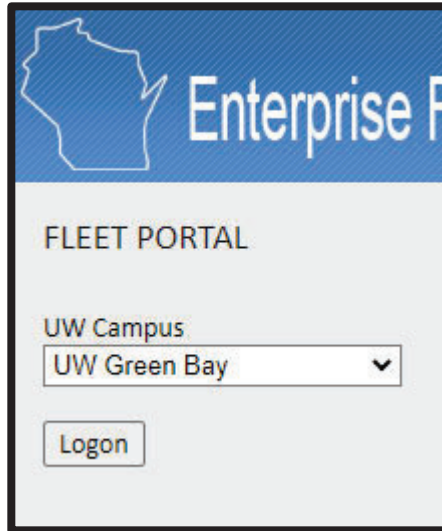 Enterprise F
FLEET PORTAL
UW Campus
UW Green Bay
Logon